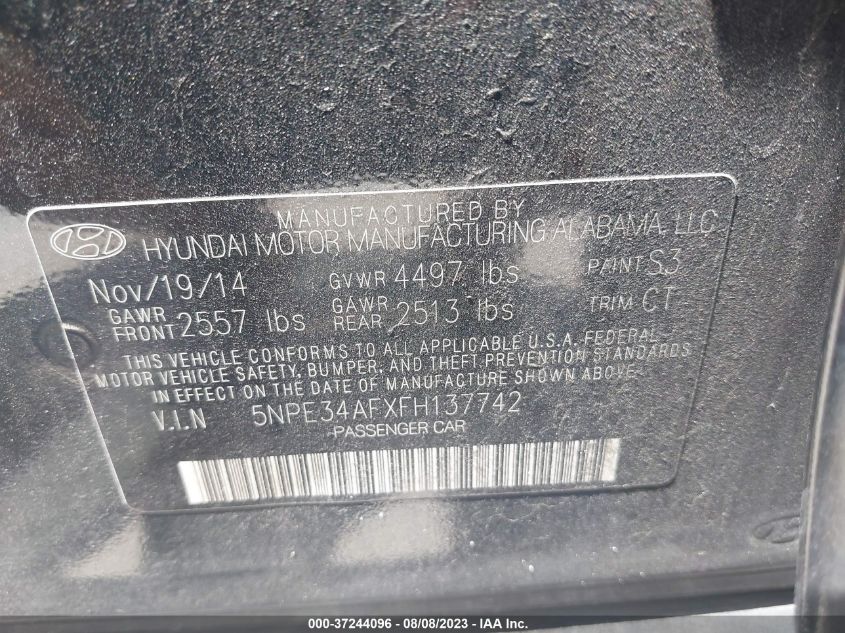 MANUFACTURED BY
HYUNDAI MOTOR MANUFACTURING ALABAMA, LLC
Nov/19/14 GVWR 4497 lbs PAINT S3
GAWR FRONT 2557 lbs GAWR REAR 2513 lbs TRIM CT
THIS VEHICLE CONFORMS TO ALL APPLICABLE U.S.A. FEDERAL
MOTOR VEHICLE SAFETY, BUMPER, AND THEFT PREVENTION STANDARDS
IN EFFECT ON THE DATE OF MANUFACTURE SHOWN ABOVE.
V.I.N 5NPE34AFXFH137742
PASSENGER CAR
000-37244096 - 08/08/2023 - IAA Inc.